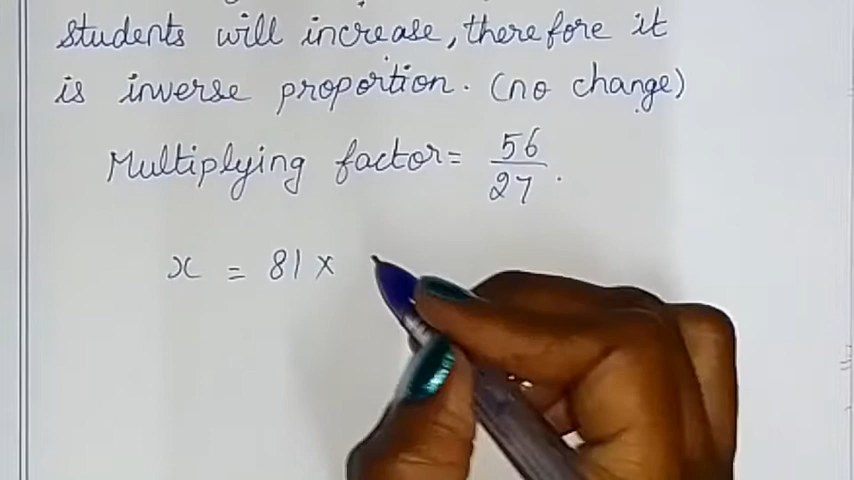 students will increase, therefore it
is inverse proportion. (no change)
Multiplying factor = 56/27.
x = 81 ×